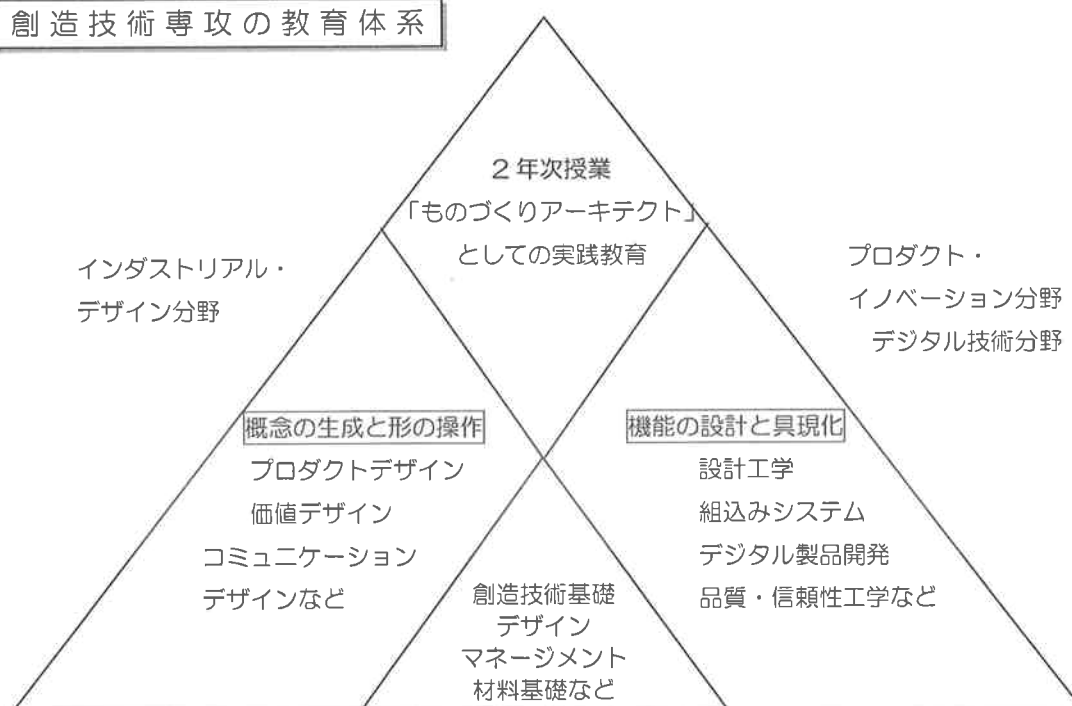 創造技術専攻の教育体系
2年次授業
「ものづくりアーキテクト」
としての実践教育
インダストリアル・
デザイン分野
プロダクト・
イノベーション分野
デジタル技術分野
概念の生成と形の操作
プロダクトデザイン
価値デザイン
コミュニケーション
デザインなど
機能の設計と具現化
設計工学
組込みシステム
デジタル製品開発
品質・信頼性工学など
創造技術基礎
デザイン
マネージメント
材料基礎など